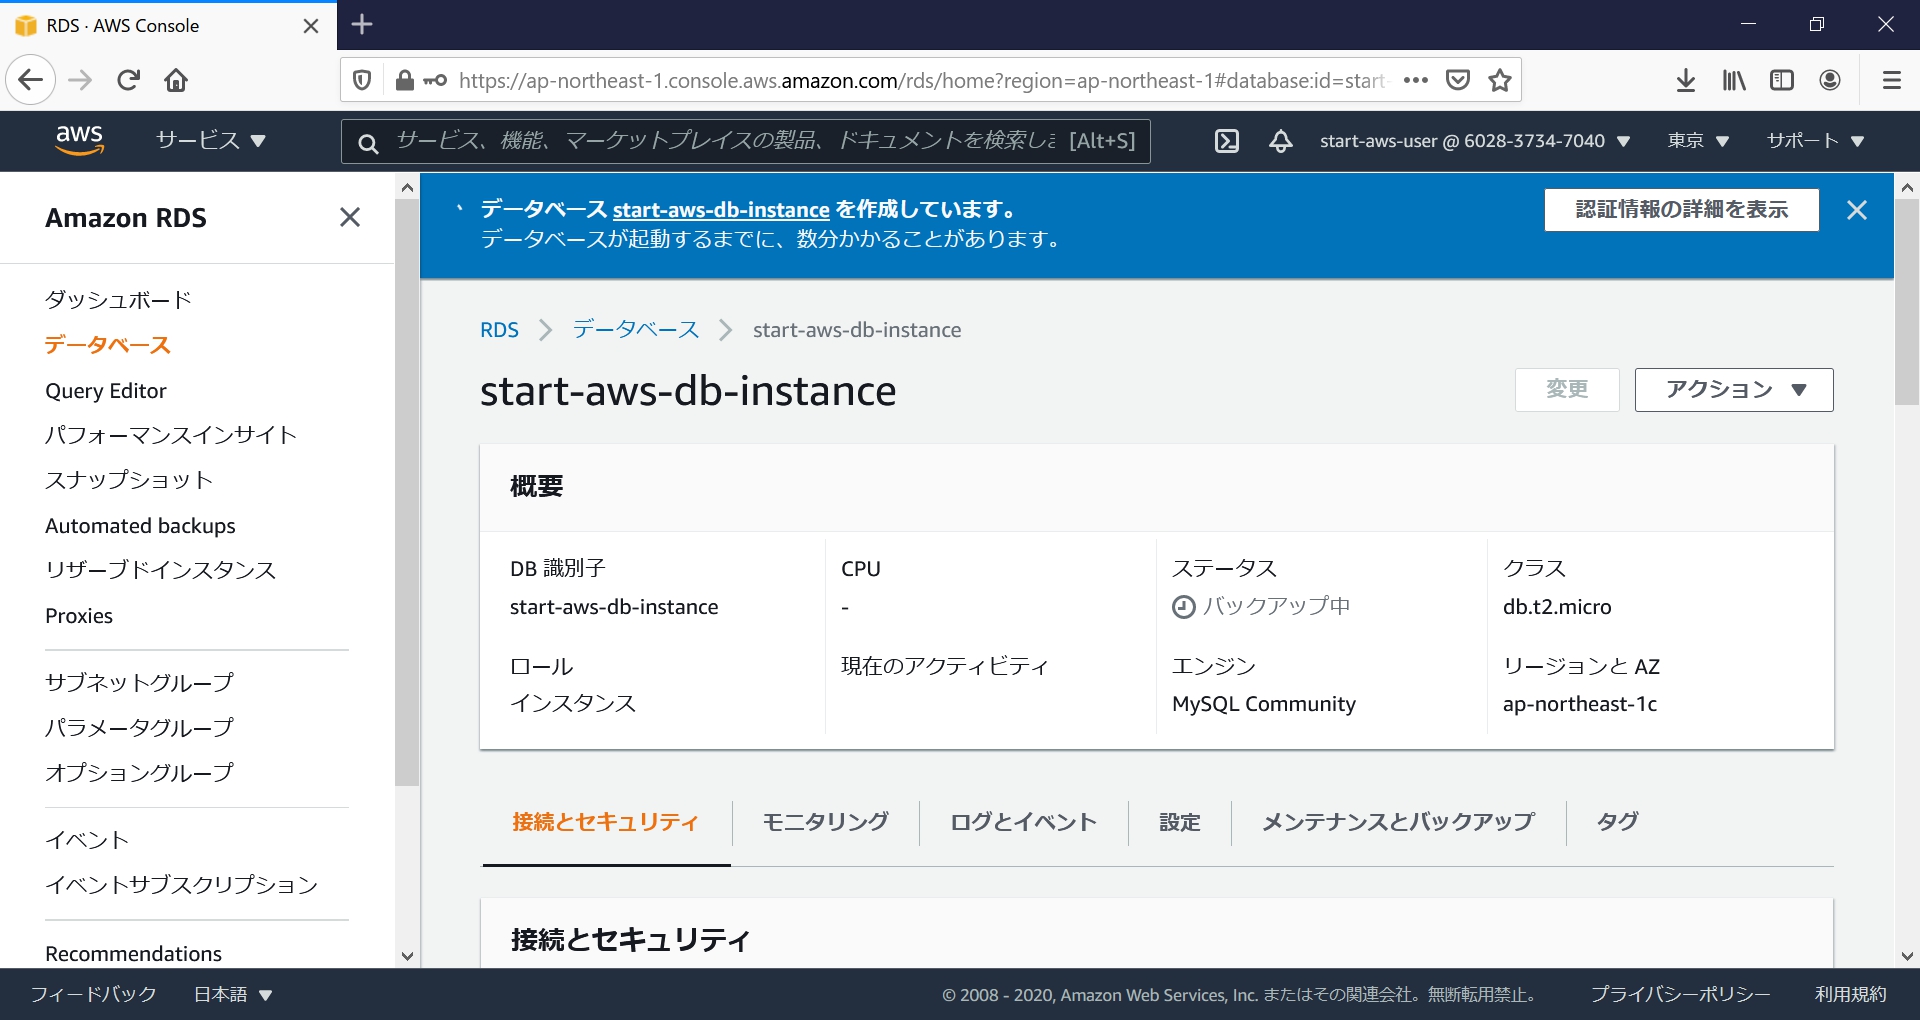 RDS · AWS Console
https://ap-northeast-1.console.aws.amazon.com/rds/home?region=ap-northeast-1#database:id=start-
aws
サービス
サービス、機能、マーケットプレイスの製品、ドキュメントを検索しま [Alt+S]
start-aws-user @ 6028-3734-7040
東京
サポート
Amazon RDS
ダッシュボード
データベース
Query Editor
パフォーマンスインサイト
スナップショット
Automated backups
リザーブドインスタンス
Proxies
サブネットグループ
パラメータグループ
オプショングループ
イベント
イベントサブスクリプション
Recommendations
データベース start-aws-db-instance を作成しています。
データベースが起動するまでに、数分かかることがあります。
認証情報の詳細を表示
RDS > データベース > start-aws-db-instance
start-aws-db-instance
変更
アクション
概要
DB 識別子
start-aws-db-instance
CPU
-
ステータス
バックアップ中
クラス
db.t2.micro
ロール
インスタンス
現在のアクティビティ
エンジン
MySQL Community
リージョンと AZ
ap-northeast-1c
接続とセキュリティ
モニタリング
ログとイベント
設定
メンテナンスとバックアップ
タグ
接続とセキュリティ
フィードバック
日本語
© 2008 - 2020, Amazon Web Services, Inc. またはその関連会社。無断転用禁止。
プライバシーポリシー
利用規約